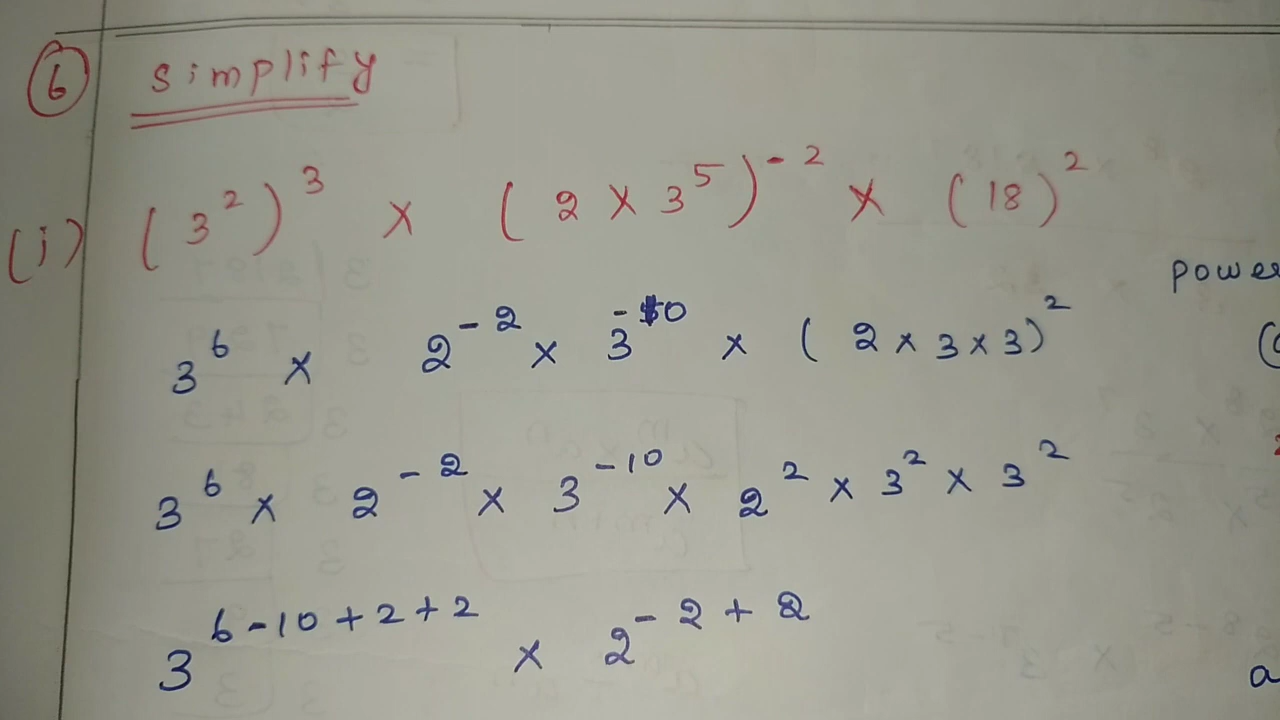 6 simplify
(i) (3²)³ × (2 × 3⁵)⁻² × (18)²
power
3⁶ × 2⁻² × 3⁻¹⁰ × (2 × 3 × 3)²
3⁶ × 2⁻² × 3⁻¹⁰ × 2² × 3² × 3²
3⁶⁻¹⁰⁺²⁺² × 2⁻²⁺²
a